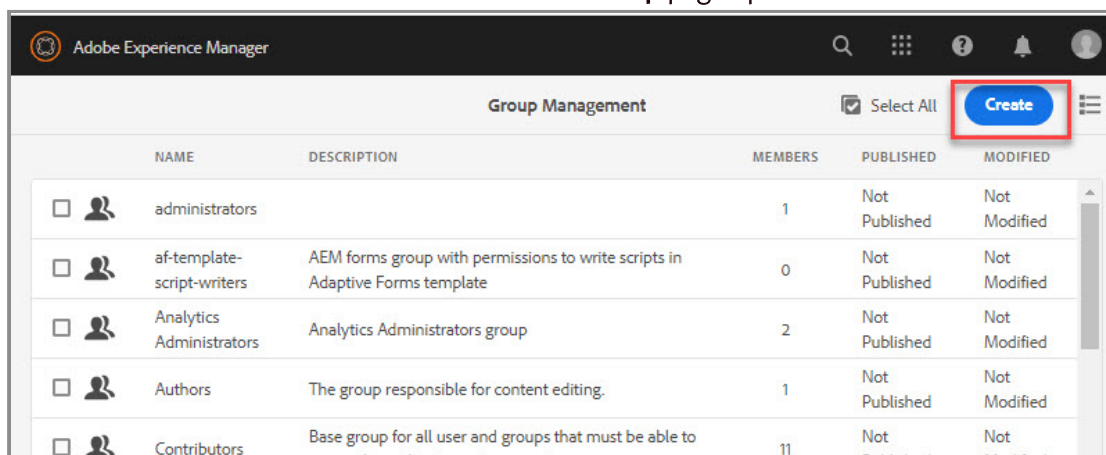 Adobe Experience Manager
Group Management
Select All
Create
NAME DESCRIPTION MEMBERS PUBLISHED MODIFIED
administrators 1 Not Published Not Modified
af-template-script-writers AEM forms group with permissions to write scripts in Adaptive Forms template 0 Not Published Not Modified
Analytics Administrators Analytics Administrators group 2 Not Published Not Modified
Authors The group responsible for content editing. 1 Not Published Not Modified
Contributors Base group for all user and groups that must be able to 11 Not Not